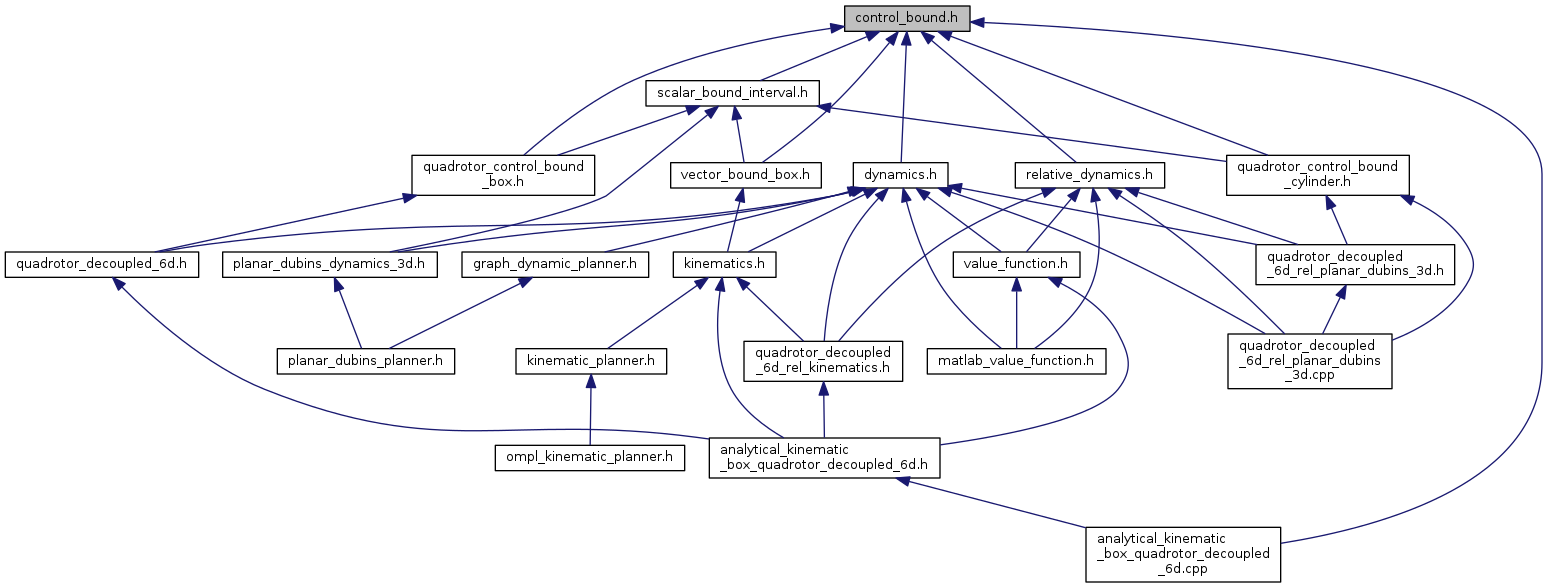 control_bound.h
scalar_bound_interval.h
quadrotor_control_bound
_box.h
vector_bound_box.h
dynamics.h
relative_dynamics.h
quadrotor_control_bound
_cylinder.h
quadrotor_decoupled_6d.h
planar_dubins_dynamics_3d.h
graph_dynamic_planner.h
kinematics.h
value_function.h
quadrotor_decoupled
_6d_rel_planar_dubins_3d.h
planar_dubins_planner.h
kinematic_planner.h
quadrotor_decoupled
_6d_rel_kinematics.h
matlab_value_function.h
quadrotor_decoupled
_6d_rel_planar_dubins
_3d.cpp
ompl_kinematic_planner.h
analytical_kinematic
_box_quadrotor_decoupled_6d.h
analytical_kinematic
_box_quadrotor_decoupled
_6d.cpp